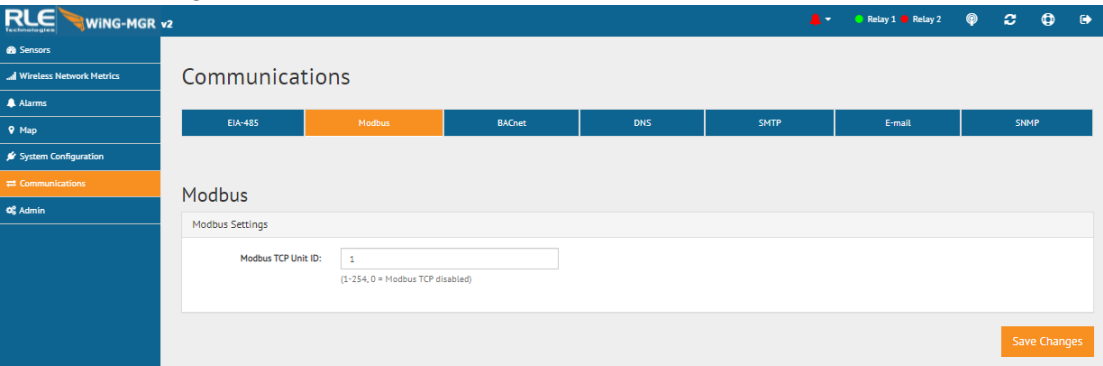 RLE WiNG-MGR v2
Technologies
Relay 1 Relay 2
Sensors
Wireless Network Metrics
Alarms
Map
System Configuration
Communications
Admin
Communications
EIA-485 Modbus BACnet DNS SMTP E-mail SNMP
Modbus
Modbus Settings
Modbus TCP Unit ID: 1
(1-254, 0 = Modbus TCP disabled)
Save Changes